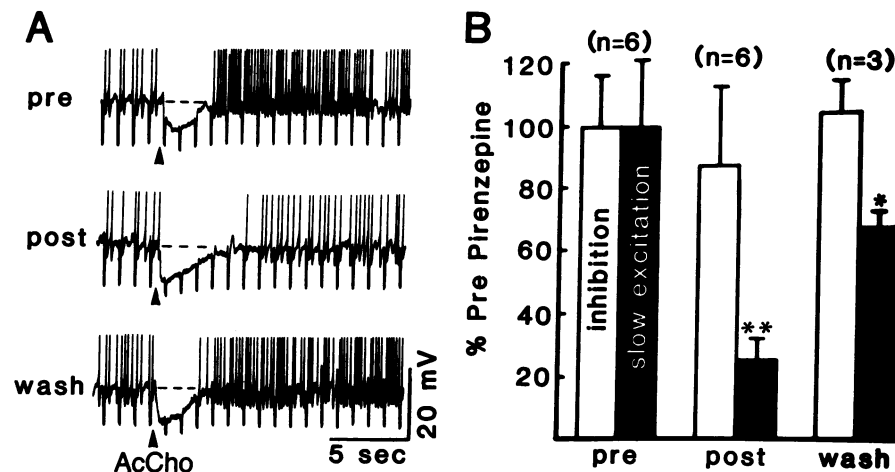 A
pre
post
wash
AcCho
5 sec
20 mV
B
% Pre Pirenzepine
120
100
80
60
40
20
(n=6)
(n=6)
(n=3)
inhibition
slow excitation
**
*
pre
post
wash